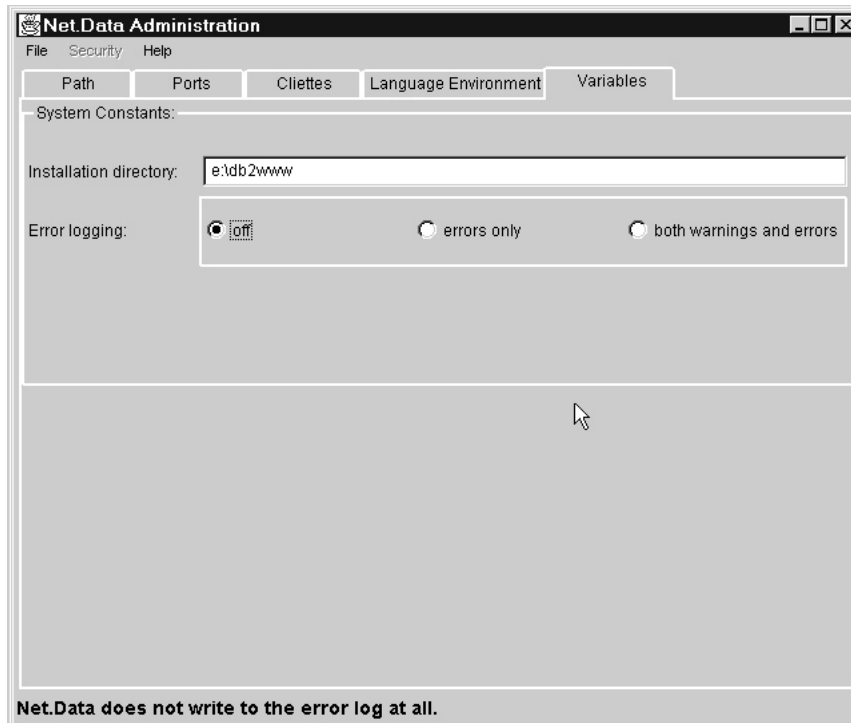 Net.Data Administration
File Security Help
Path Ports Cliettes Language Environment Variables
System Constants:
Installation directory: e:\db2www
Error logging: off errors only both warnings and errors
Net.Data does not write to the error log at all.